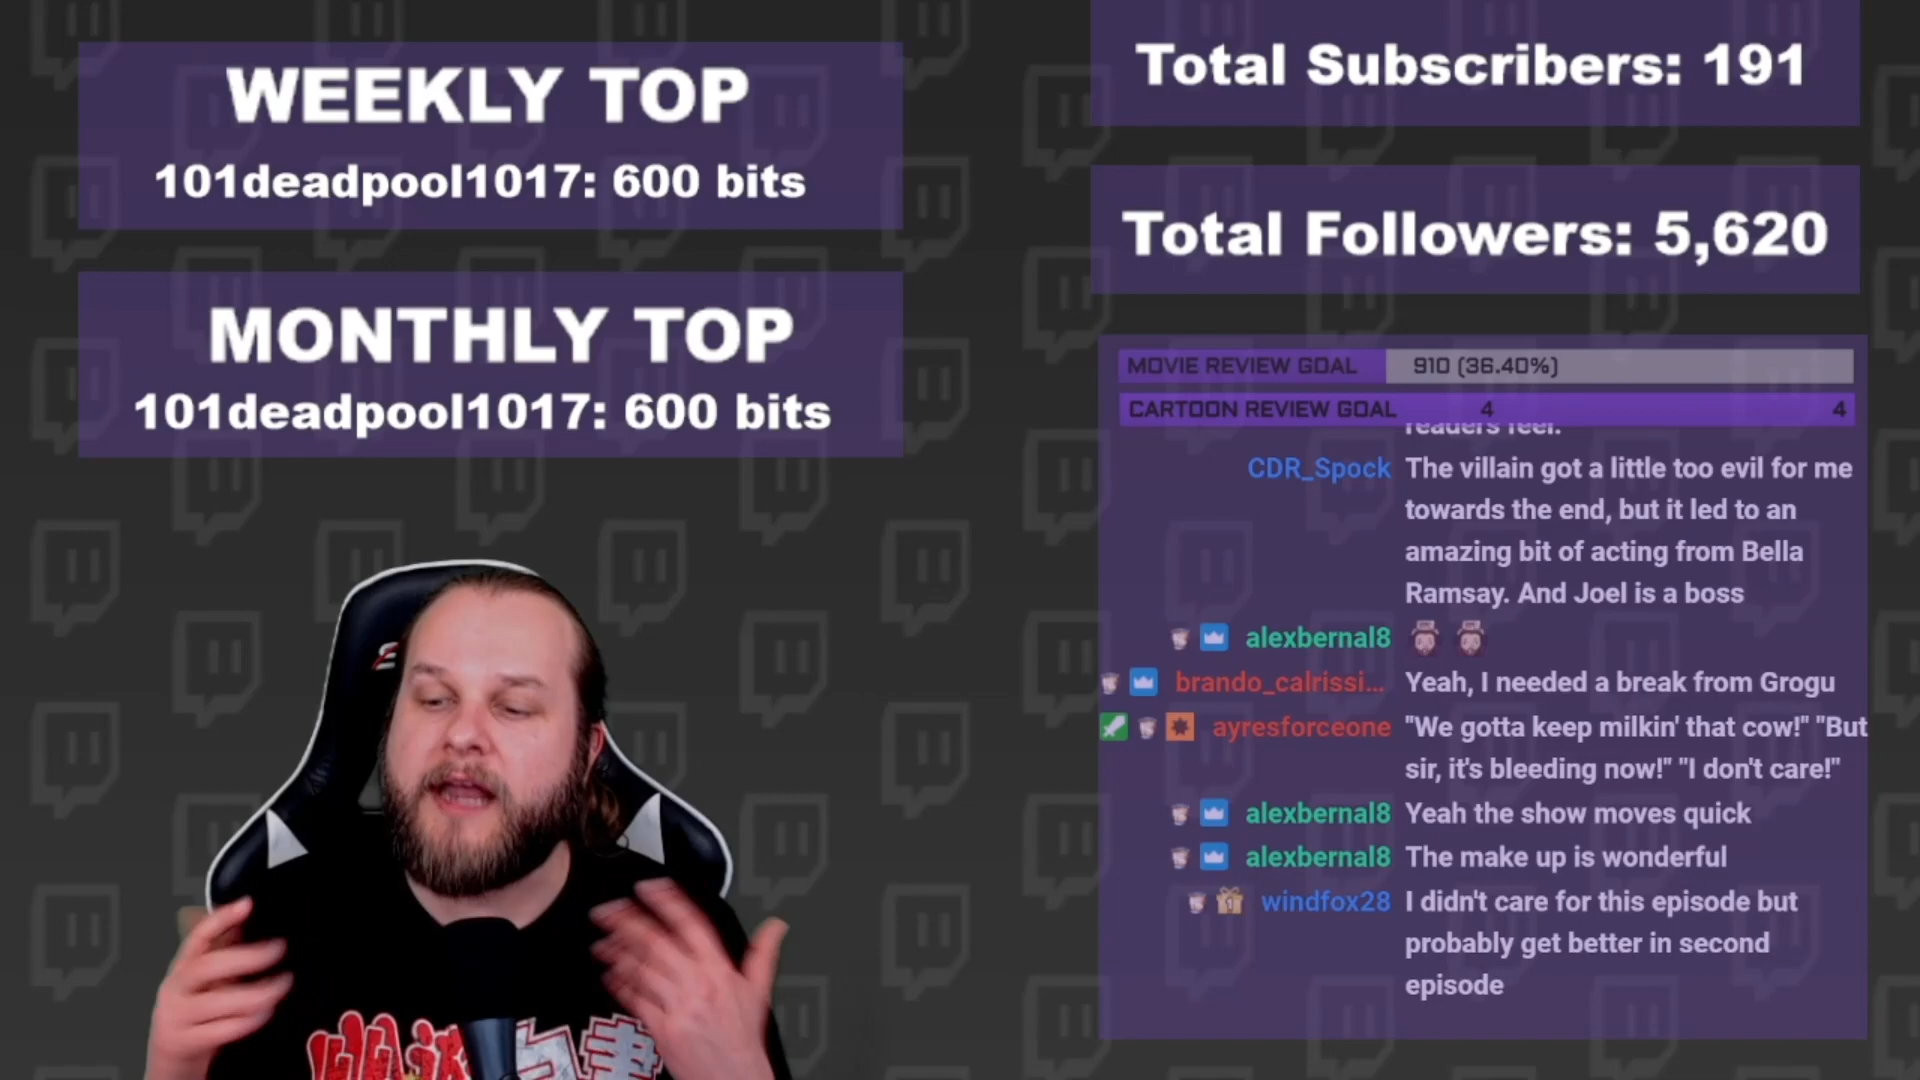 WEEKLY TOP
101deadpool1017: 600 bits
MONTHLY TOP
101deadpool1017: 600 bits
Total Subscribers: 191
Total Followers: 5,620
MOVIE REVIEW GOAL 910 (36.40%)
CARTOON REVIEW GOAL 4 4
readers feel.
CDR_Spock The villain got a little too evil for me
towards the end, but it led to an
amazing bit of acting from Bella
Ramsay. And Joel is a boss
alexbernal8
brando_calrissi... Yeah, I needed a break from Grogu
ayresforceone "We gotta keep milkin' that cow!" "But
sir, it's bleeding now!" "I don't care!"
alexbernal8 Yeah the show moves quick
alexbernal8 The make up is wonderful
windfox28 I didn't care for this episode but
probably get better in second
episode